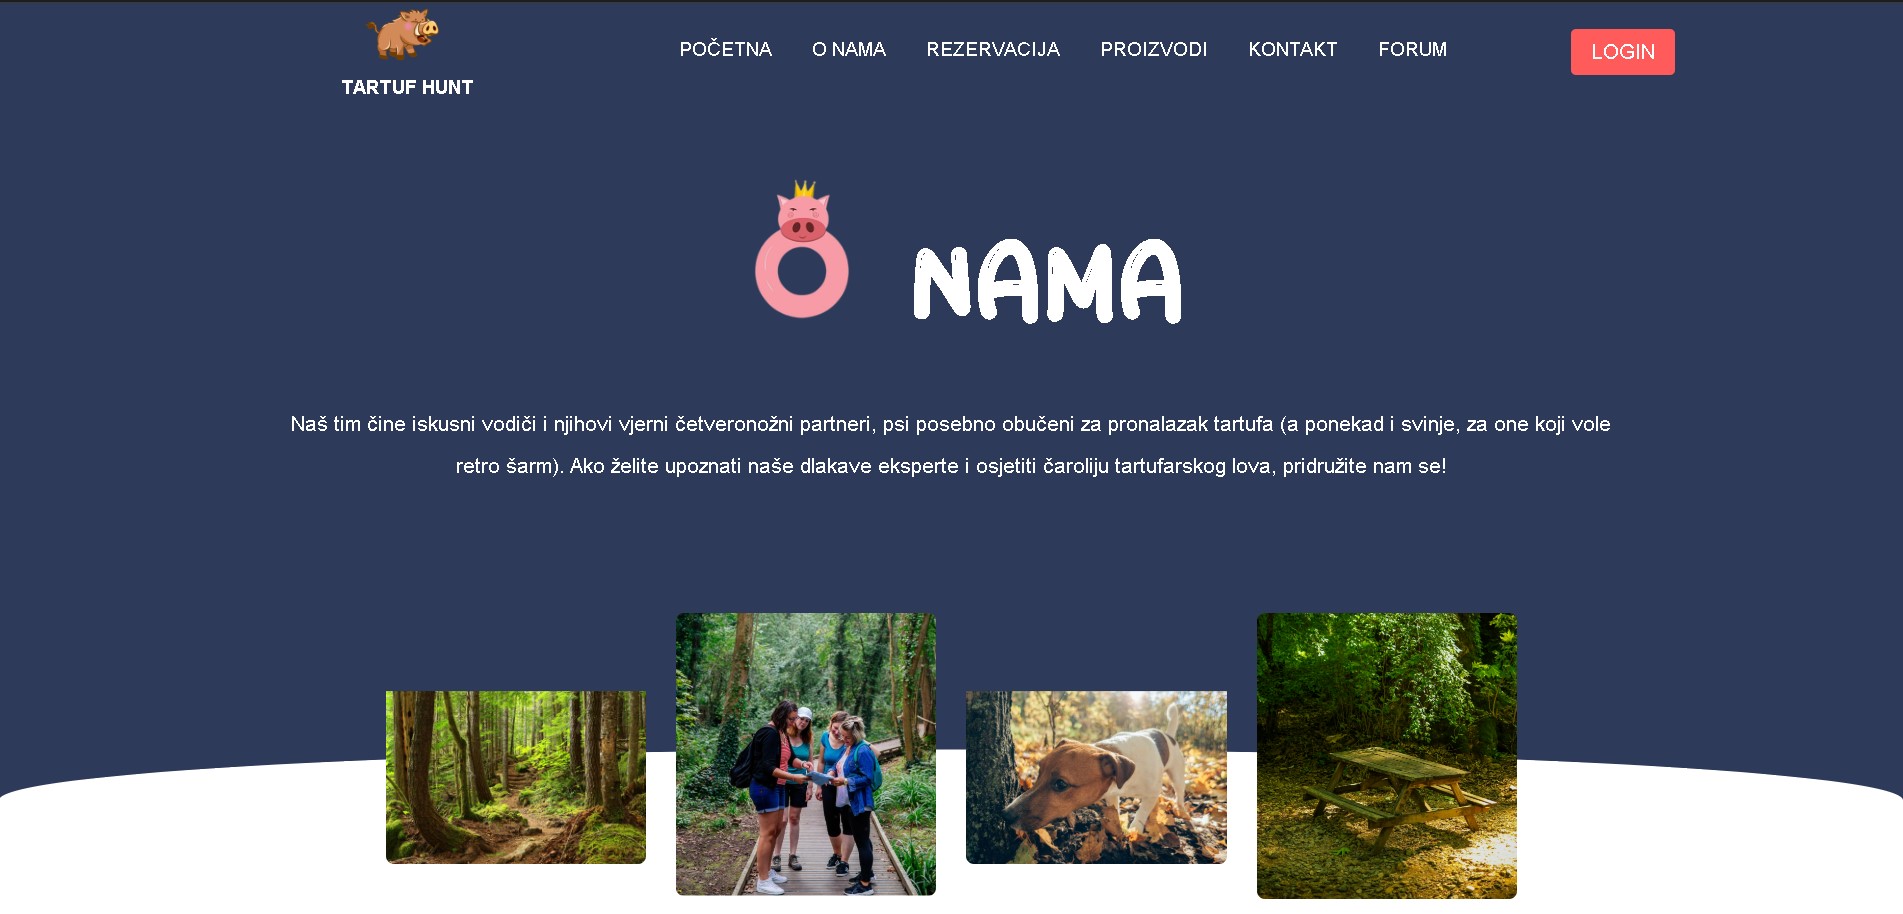 TARTUF HUNT
POČETNA O NAMA REZERVACIJA PROIZVODI KONTAKT FORUM
LOGIN
O NAMA
Naš tim čine iskusni vodiči i njihovi vjerni četveronožni partneri, psi posebno obučeni za pronalazak tartufa (a ponekad i svinje, za one koji vole
retro šarm). Ako želite upoznati naše dlakave eksperte i osjetiti čaroliju tartufarskog lova, pridružite nam se!